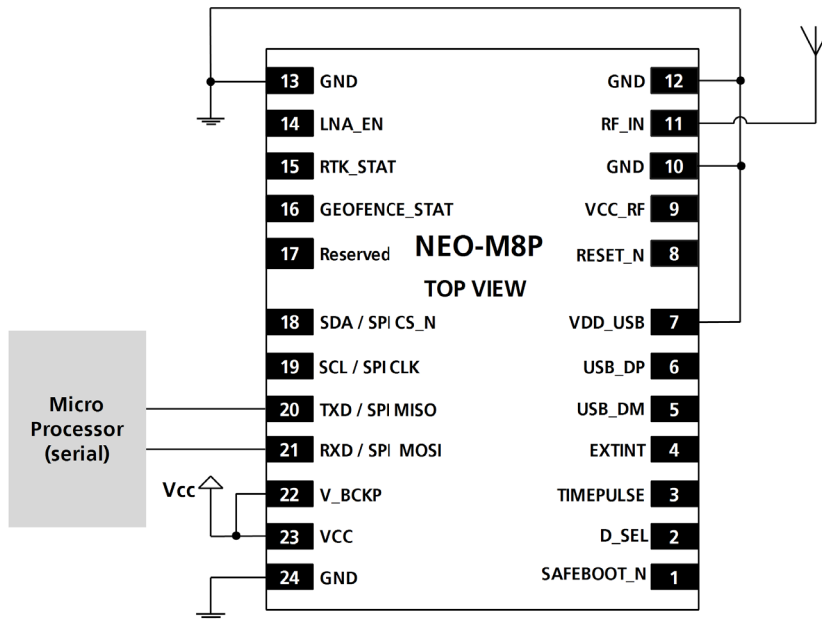 13 GND GND 12
14 LNA_EN RF_IN 11
15 RTK_STAT GND 10
16 GEOFENCE_STAT VCC_RF 9
17 Reserved NEO-M8P RESET_N 8
TOP VIEW
18 SDA / SPI CS_N VDD_USB 7
19 SCL / SPI CLK USB_DP 6
Micro
Processor
(serial)
20 TXD / SPI MISO USB_DM 5
21 RXD / SPI MOSI EXTINT 4
Vcc
22 V_BCKP TIMEPULSE 3
23 VCC D_SEL 2
24 GND SAFEBOOT_N 1